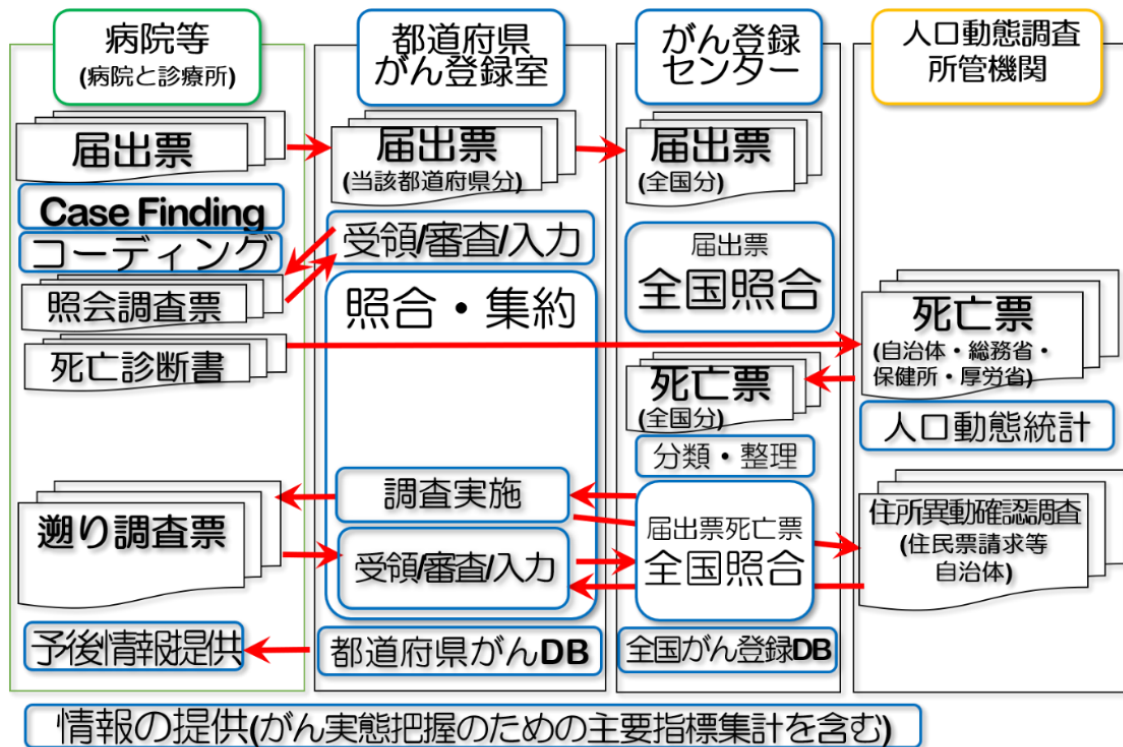 病院等
(病院と診療所)
都道府県
がん登録室
がん登録
センター
人口動態調査
所管機関
届出票
届出票
(当該都道府県分)
届出票
(全国分)
Case Finding
コーディング
受領/審査/入力
届出票
全国照合
照会調査票
照合・集約
死亡診断書
死亡票
(自治体・総務省・
保健所・厚労省)
死亡票
(全国分)
人口動態統計
分類・整理
遡り調査票
調査実施
受領/審査/入力
届出票死亡票
全国照合
住所異動確認調査
(住民票請求等
自治体)
予後情報提供
都道府県がんDB
全国がん登録DB
情報の提供(がん実態把握のための主要指標集計を含む)